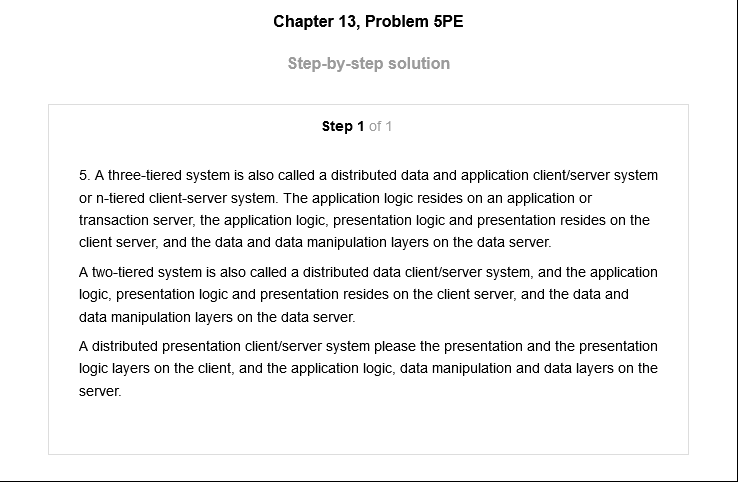 Chapter 13, Problem 5PE
Step-by-step solution
Step 1 of 1
5. A three-tiered system is also called a distributed data and application client/server system
or n-tiered client-server system. The application logic resides on an application or
transaction server, the application logic, presentation logic and presentation resides on the
client server, and the data and data manipulation layers on the data server.
A two-tiered system is also called a distributed data client/server system, and the application
logic, presentation logic and presentation resides on the client server, and the data and
data manipulation layers on the data server.
A distributed presentation client/server system please the presentation and the presentation
logic layers on the client, and the application logic, data manipulation and data layers on the
server.